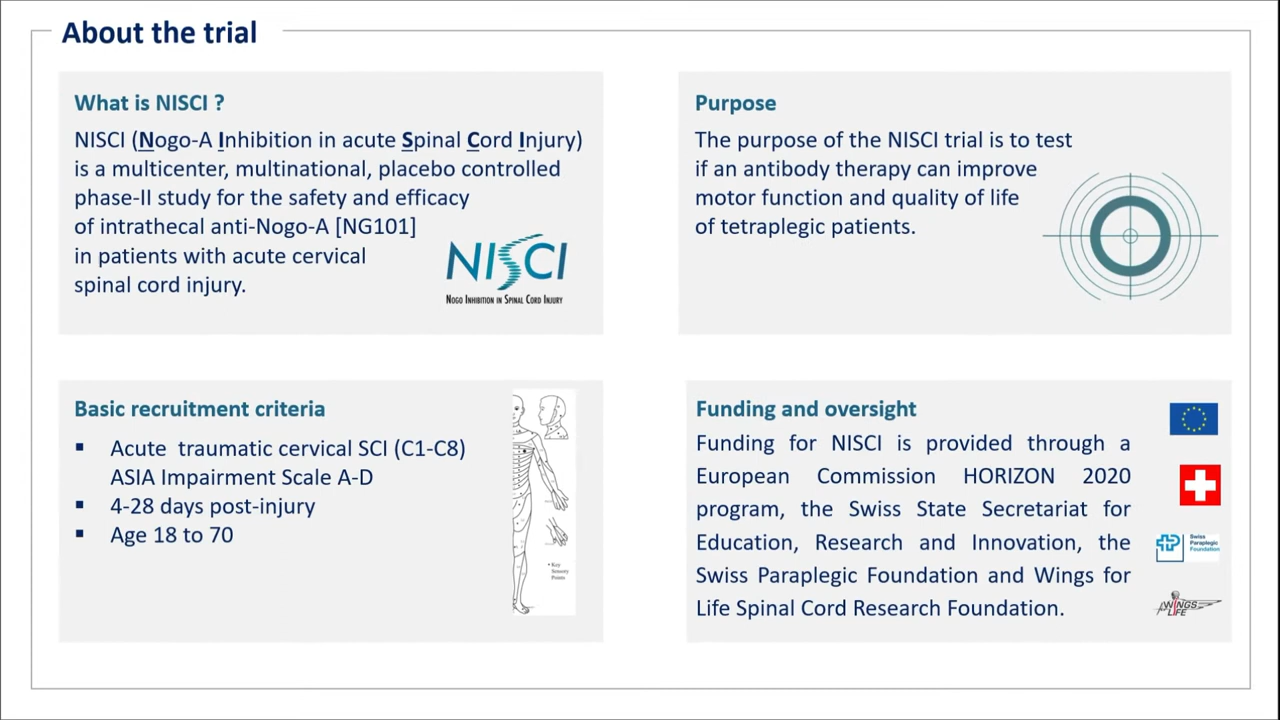 About the trial
What is NISCI ?
NISCI (Nogo-A Inhibition in acute Spinal Cord Injury)
is a multicenter, multinational, placebo controlled
phase-II study for the safety and efficacy
of intrathecal anti-Nogo-A [NG101]
in patients with acute cervical
spinal cord injury.
NISCI
NOGO INHIBITION IN SPINAL CORD INJURY
Purpose
The purpose of the NISCI trial is to test
if an antibody therapy can improve
motor function and quality of life
of tetraplegic patients.
Basic recruitment criteria
▪ Acute  traumatic cervical SCI (C1-C8)
ASIA Impairment Scale A-D
▪ 4-28 days post-injury
▪ Age 18 to 70
• Key
Sensory
Points
Funding and oversight
Funding for NISCI is provided through a
European Commission HORIZON 2020
program, the Swiss State Secretariat for
Education, Research and Innovation, the
Swiss Paraplegic Foundation and Wings for
Life Spinal Cord Research Foundation.
Swiss
Paraplegic
Foundation
WINGS
LIFE